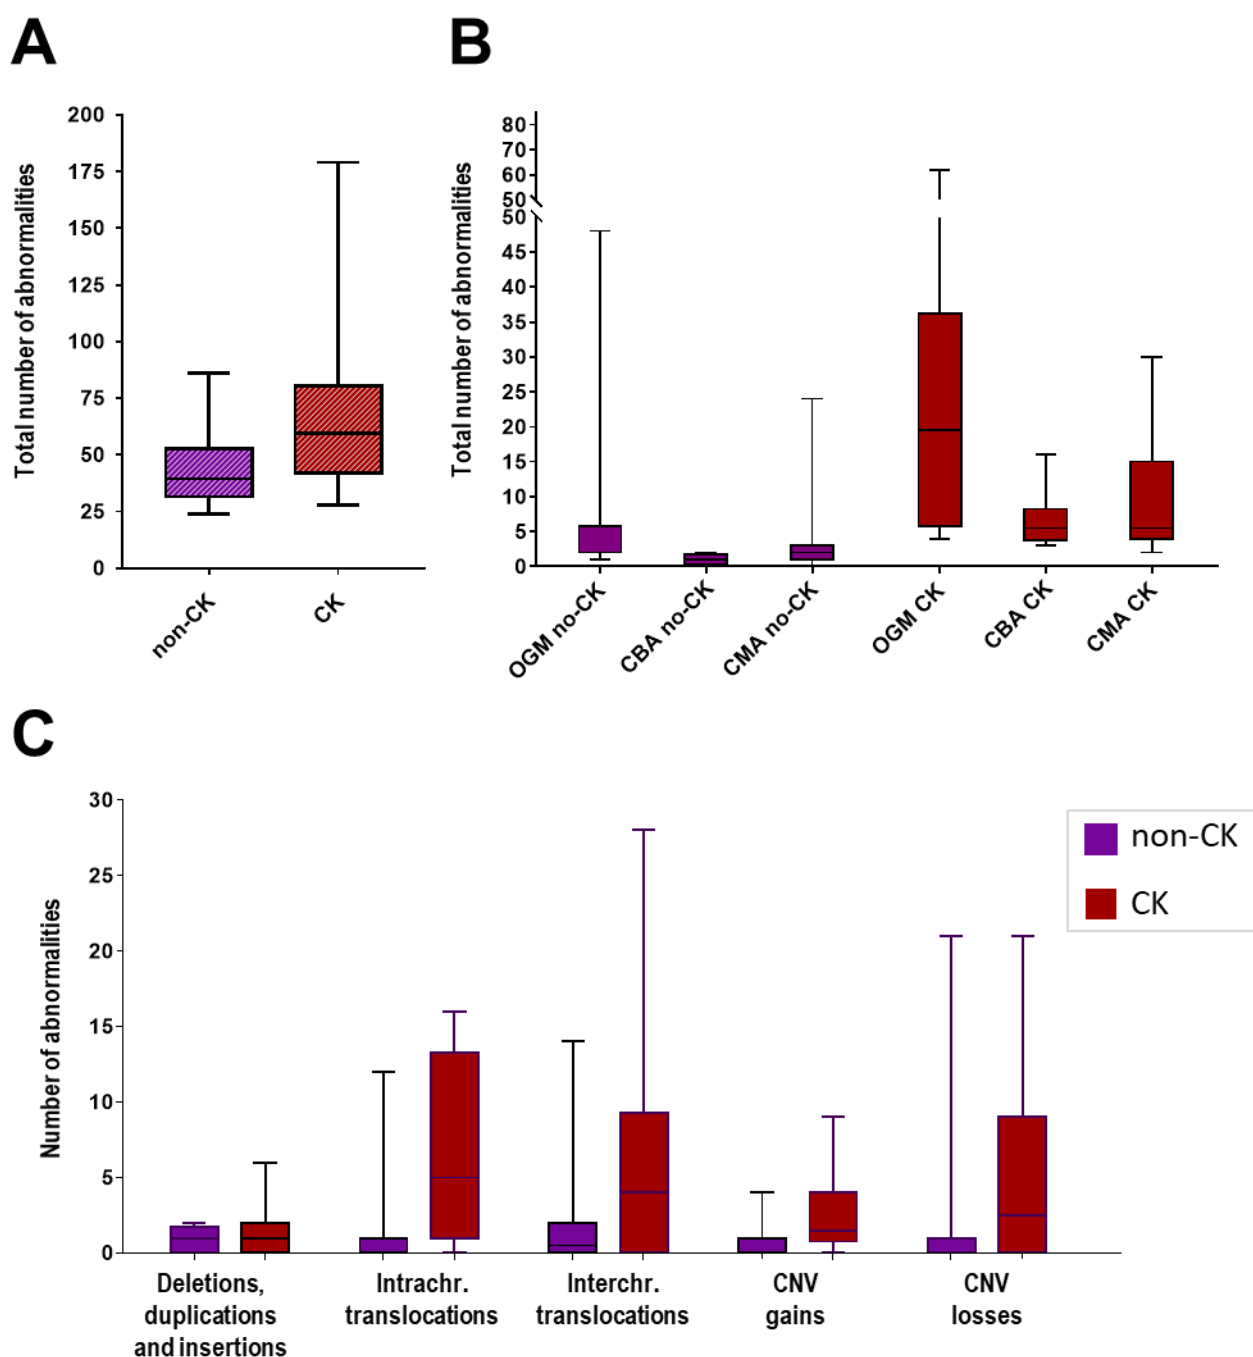 A
Total number of abnormalities
200
175
150
125
100
75
50
25
0
non-CK
CK
B
Total number of abnormalities
80
70
60
50
50
45
40
35
30
25
20
15
10
5
0
OGM no-CK
CBA no-CK
CMA no-CK
OGM CK
CBA CK
CMA CK
C
Number of abnormalities
30
25
20
15
10
5
0
Deletions,
duplications
and insertions
Intrachr.
translocations
Interchr.
translocations
CNV
gains
CNV
losses
non-CK
CK